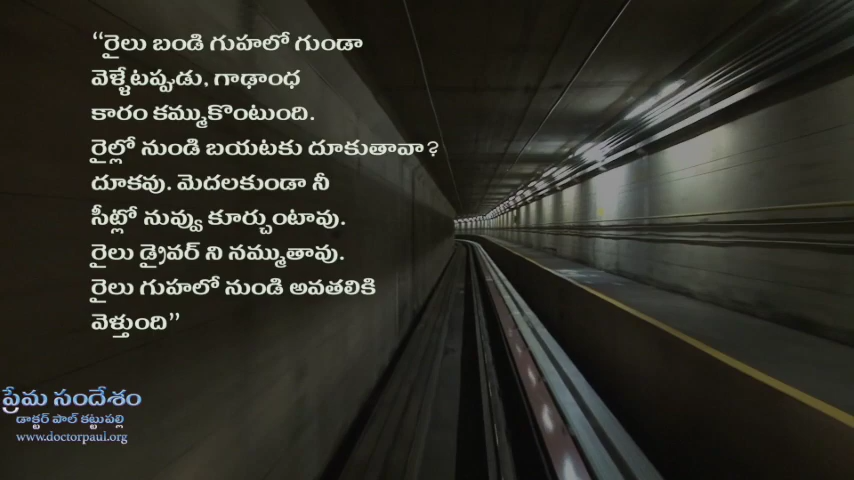 “రైలు బండి గుహలో గుండా
వెళ్ళేటప్పుడు, గాఢాంధ
కారం కమ్ముకొంటుంది.
రైల్లో నుండి బయటకు దూకుతావా?
దూకవు. మెదలకుండా నీ
సీట్లో నువ్వు కూర్చుంటావు.
రైలు డ్రైవర్ ని నమ్ముతావు.
రైలు గుహలో నుండి అవతలికి
వెళ్తుంది”
ప్రేమ సందేశం
డాక్టర్ పాల్ కట్టుపల్లి
www.doctorpaul.org